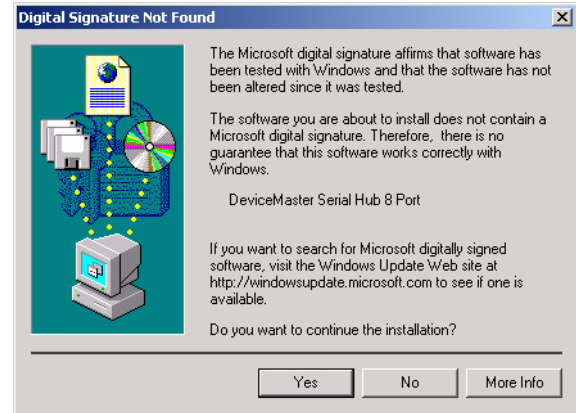 Digital Signature Not Found
The Microsoft digital signature affirms that software has
been tested with Windows and that the software has not
been altered since it was tested.
The software you are about to install does not contain a
Microsoft digital signature. Therefore, there is no
guarantee that this software works correctly with
Windows.
DeviceMaster Serial Hub 8 Port
If you want to search for Microsoft digitally signed
software, visit the Windows Update Web site at
http://windowsupdate.microsoft.com to see if one is
available.
Do you want to continue the installation?
Yes
No
More Info